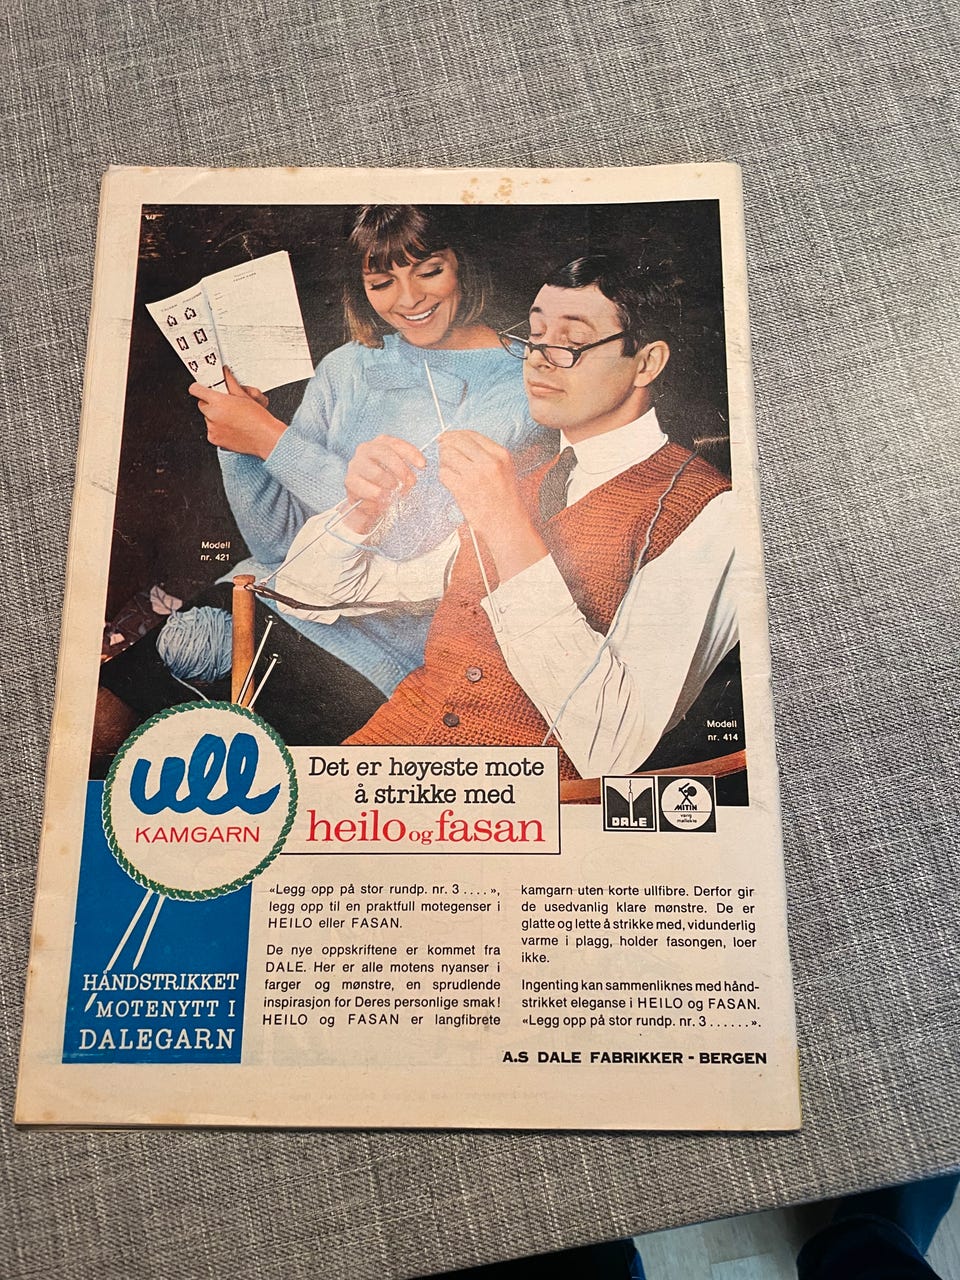 Modell
nr. 421
Modell
nr. 414
ull
KAMGARN
Det er høyeste mote
å strikke med
heilo og fasan
DALE
MITIN
varig
møllekte
HÅNDSTRIKKET
MOTENYTT I
DALEGARN
«Legg opp på stor rundp. nr. 3 . . . . »,
legg opp til en praktfull motegenser i
HEILO eller FASAN.
De nye oppskriftene er kommet fra
DALE. Her er alle motens nyanser i
farger og mønstre, en sprudlende
inspirasjon for Deres personlige smak!
HEILO og FASAN er langfibrete
kamgarn uten korte ullfibre. Derfor gir
de usedvanlig klare mønstre. De er
glatte og lette å strikke med, vidunderlig
varme i plagg, holder fasongen, loer
ikke.
Ingenting kan sammenliknes med hånd-
strikket eleganse i HEILO og FASAN.
«Legg opp på stor rundp. nr. 3 . . . . . . ».
A.S DALE FABRIKKER - BERGEN